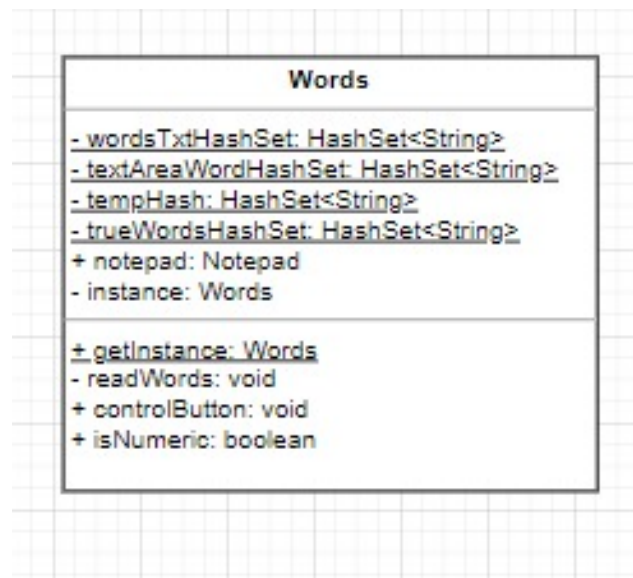 Words
- wordsTxtHashSet: HashSet<String>
- textAreaWordHashSet: HashSet<String>
- tempHash: HashSet<String>
- trueWordsHashSet: HashSet<String>
+ notepad: Notepad
- instance: Words
+ getInstance: Words
- readWords: void
+ controlButton: void
+ isNumeric: boolean